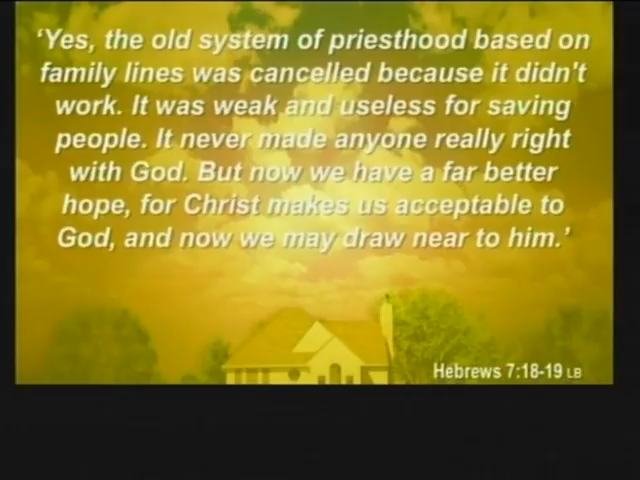 ‘Yes, the old system of priesthood based on
family lines was cancelled because it didn't
work. It was weak and useless for saving
people. It never made anyone really right
with God. But now we have a far better
hope, for Christ makes us acceptable to
God, and now we may draw near to him.’
Hebrews 7:18-19 LB